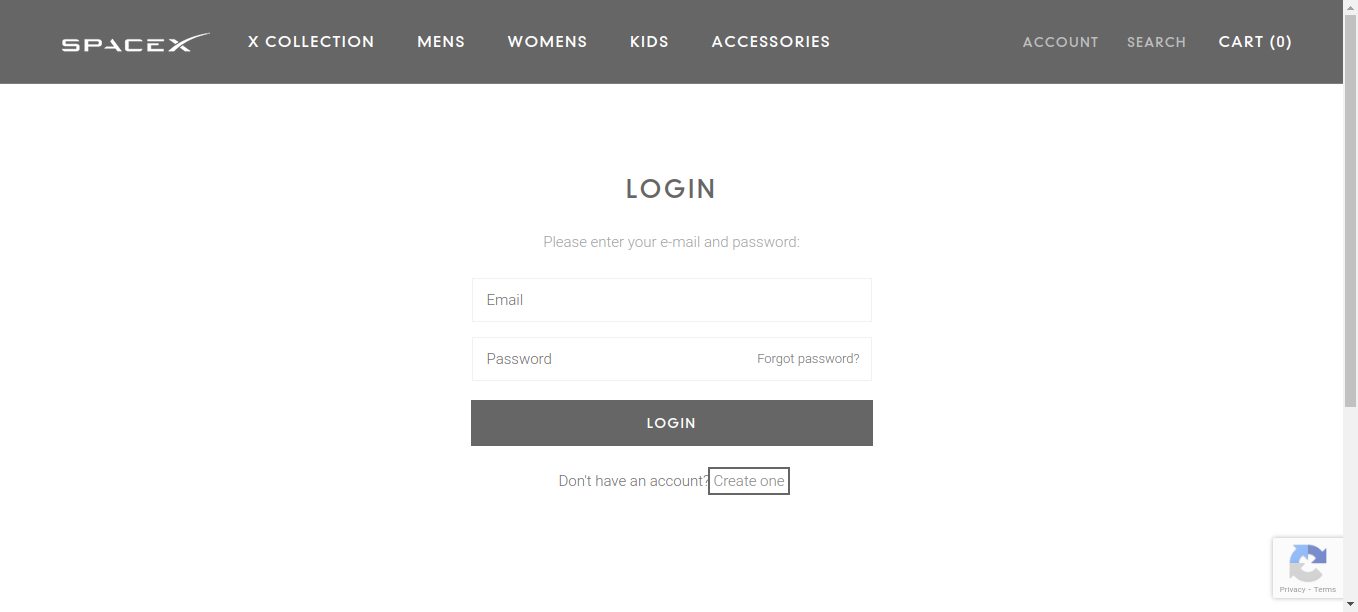 SPACEX X COLLECTION MENS WOMENS KIDS ACCESSORIES ACCOUNT SEARCH CART (0)
LOGIN
Please enter your e-mail and password:
Email
Password Forgot password?
LOGIN
Don't have an account? Create one
Privacy - Terms